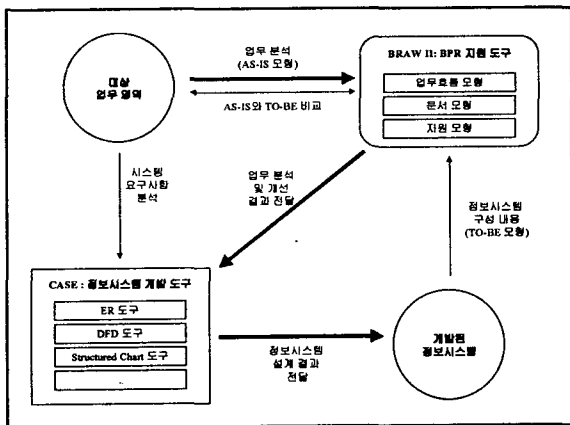 대상
업무 영역
업무 분석
(AS-IS 모형)
AS-IS와 TO-BE 비교
BRAW II: BPR 지원 도구
업무흐름 모형
문서 모형
자원 모형
시스템
요구사항
분석
업무 분석
및 개선
결과 전달
정보시스템
구성 내용
(TO-BE 모형)
CASE : 정보시스템 개발 도구
ER 도구
DFD 도구
Structured Chart 도구
정보시스템
설계 결과
전달
개발된
정보시스템